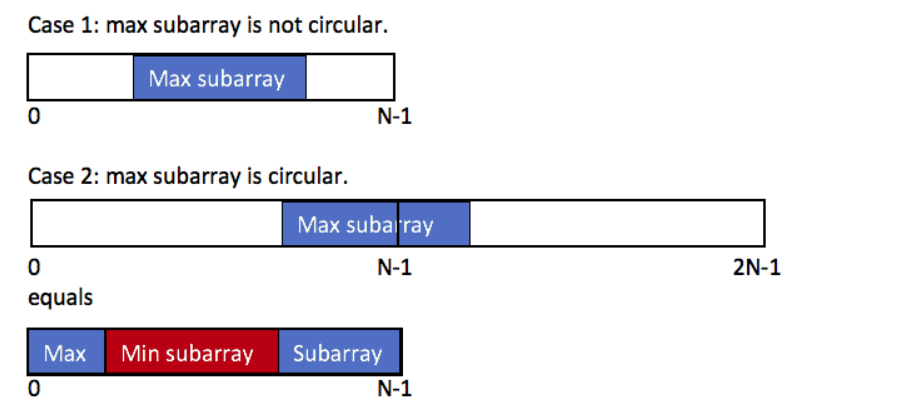 Case 1: max subarray is not circular.
Max subarray
0 N-1
Case 2: max subarray is circular.
Max subarray
0 N-1 2N-1
equals
Max Min subarray Subarray
0 N-1